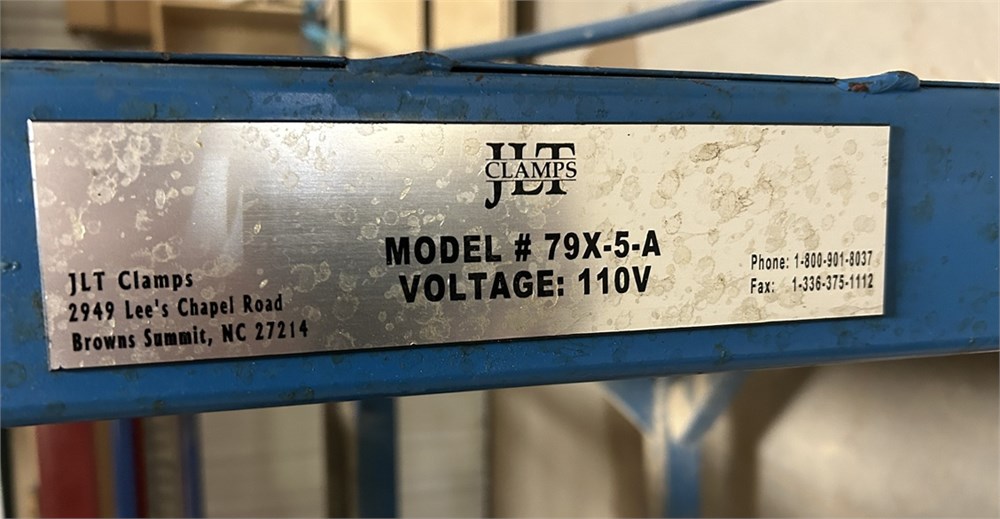 JLT
CLAMPS
MODEL # 79X-5-A
VOLTAGE: 110V
JLT Clamps
2949 Lee's Chapel Road
Browns Summit, NC 27214
Phone: 1-800-901-8037
Fax: 1-336-375-1112